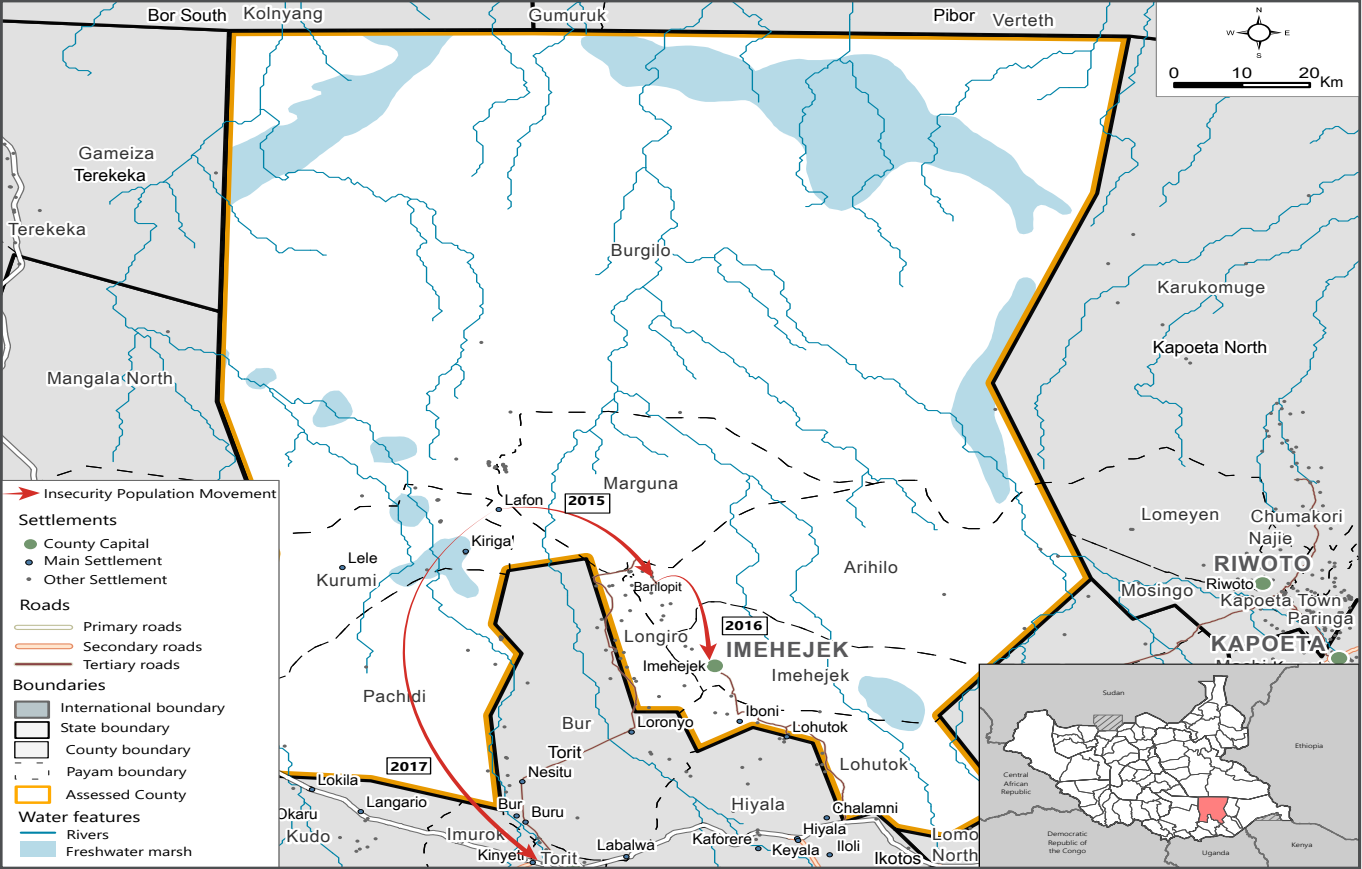 Bor South
Kolnyang
Gumuruk
Pibor
Verteth
N
W
E
S
0 10 20 Km
Gameiza
Terekeka
Terekeka
Burgilo
Karukomuge
Mangala North
Kapoeta North
Marguna
Lafon
2015
Lomeyen
Chumakori
Najie
Kiriga
Lele
Kurumi
Barilopit
Arihilo
RIWOTO
Riwoto
Mosingo
Kapoeta Town
Paringa
2016
Longiro
IMEHEJEK
Imehejek
Imehejek
KAPOETA
Pachidi
Iboni
Bur
Loronyo
Lohutok
Torit
Lohutok
2017
Nesitu
Lokila
Langario
Bur
Buru
Hiyala
Chalamni
Okaru
Kudo
Imurok
Hiyala
Lomo
North
Labalwa
Kaforere
Keyala
Iloli
Kinyeti
Torit
Ikotos
Insecurity Population Movement
Settlements
County Capital
Main Settlement
Other Settlement
Roads
Primary roads
Secondary roads
Tertiary roads
Boundaries
International boundary
State boundary
County boundary
Payam boundary
Assessed County
Water features
Rivers
Freshwater marsh
Sudan
Ethiopia
Central
African
Republic
Democratic
Republic of
the Congo
Uganda
Kenya